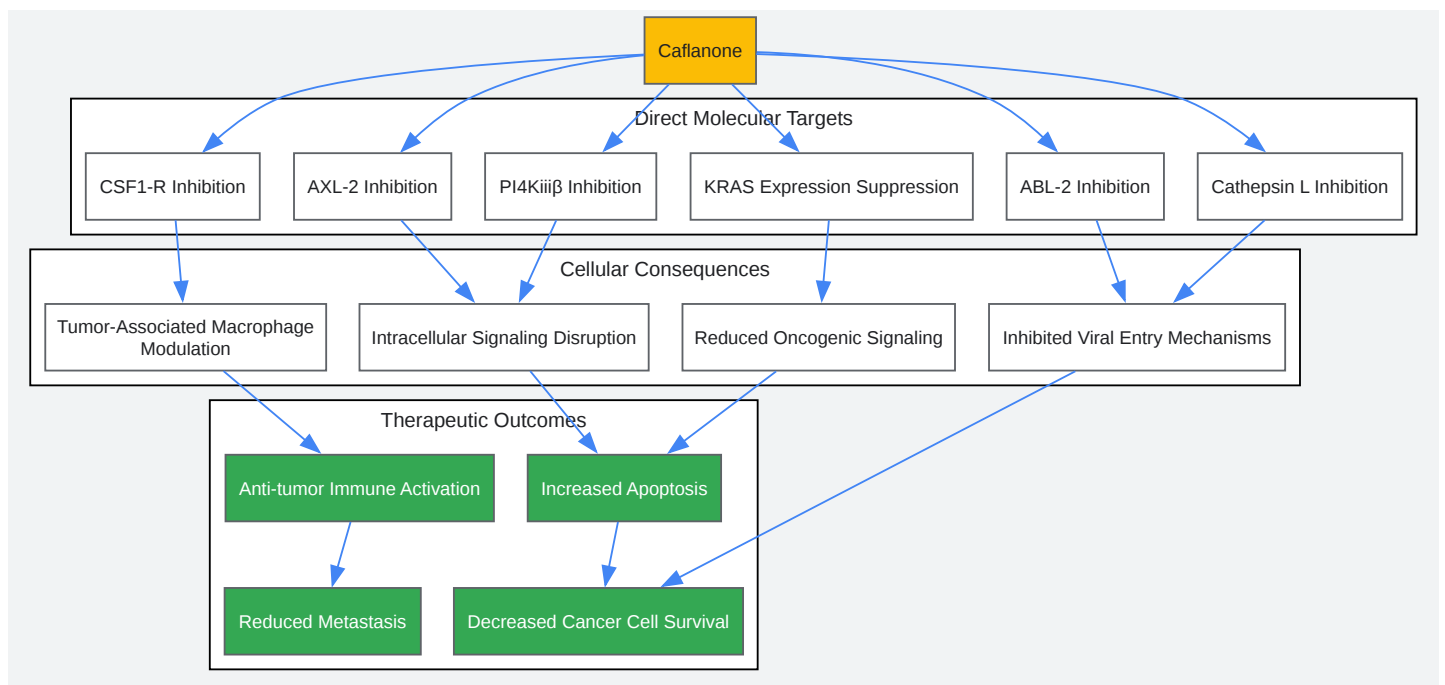 Caflanone
Direct Molecular Targets
CSF1-R Inhibition
AXL-2 Inhibition
PI4Kiiiβ Inhibition
KRAS Expression Suppression
ABL-2 Inhibition
Cathepsin L Inhibition
Cellular Consequences
Tumor-Associated Macrophage
Modulation
Intracellular Signaling Disruption
Reduced Oncogenic Signaling
Inhibited Viral Entry Mechanisms
Therapeutic Outcomes
Anti-tumor Immune Activation
Increased Apoptosis
Reduced Metastasis
Decreased Cancer Cell Survival